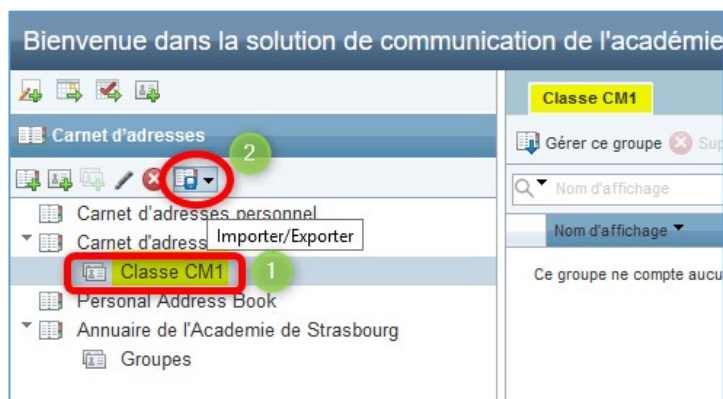 Bienvenue dans la solution de communication de l'académie
Carnet d'adresses
2
Carnet d'adresses personnel
Carnet d'adress
Importer/Exporter
Classe CM1
1
Personal Address Book
Annuaire de l'Academie de Strasbourg
Groupes
Classe CM1
Gérer ce groupe Sup
Nom d'affichage
Nom d'affichage
Ce groupe ne compte aucu